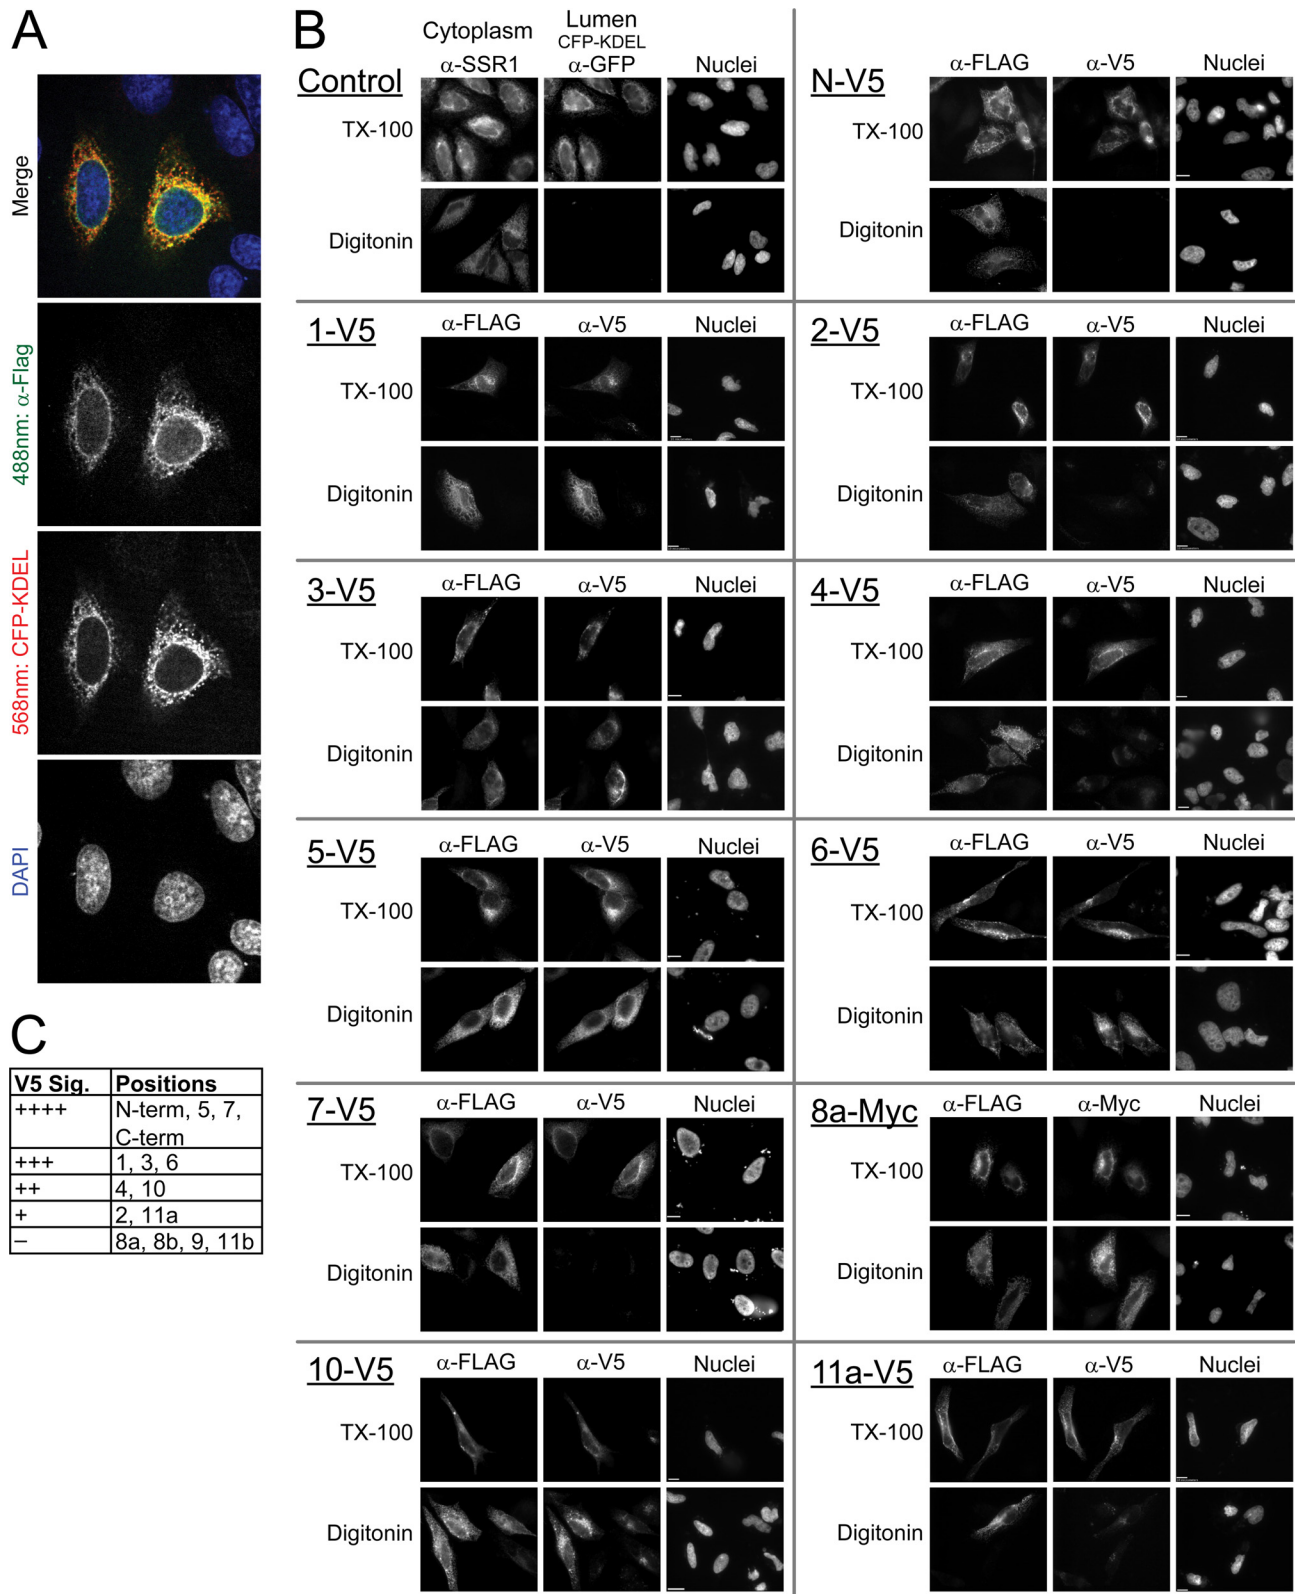 A
Merge
488nm: α-Flag
568nm: CFP-KDEL
DAPI
B
Cytoplasm
Lumen
CFP-KDEL
Control
α-SSR1
α-GFP
Nuclei
TX-100
Digitonin
N-V5
α-FLAG
α-V5
Nuclei
TX-100
Digitonin
1-V5
α-FLAG
α-V5
Nuclei
TX-100
Digitonin
2-V5
α-FLAG
α-V5
Nuclei
TX-100
Digitonin
3-V5
α-FLAG
α-V5
Nuclei
TX-100
Digitonin
4-V5
α-FLAG
α-V5
Nuclei
TX-100
Digitonin
5-V5
α-FLAG
α-V5
Nuclei
TX-100
Digitonin
6-V5
α-FLAG
α-V5
Nuclei
TX-100
Digitonin
7-V5
α-FLAG
α-V5
Nuclei
TX-100
Digitonin
8a-Myc
α-FLAG
α-Myc
Nuclei
TX-100
Digitonin
10-V5
α-FLAG
α-V5
Nuclei
TX-100
Digitonin
11a-V5
α-FLAG
α-V5
Nuclei
TX-100
Digitonin
C
V5 Sig. Positions
++++ N-term, 5, 7,
C-term
+++ 1, 3, 6
++ 4, 10
+ 2, 11a
– 8a, 8b, 9, 11b